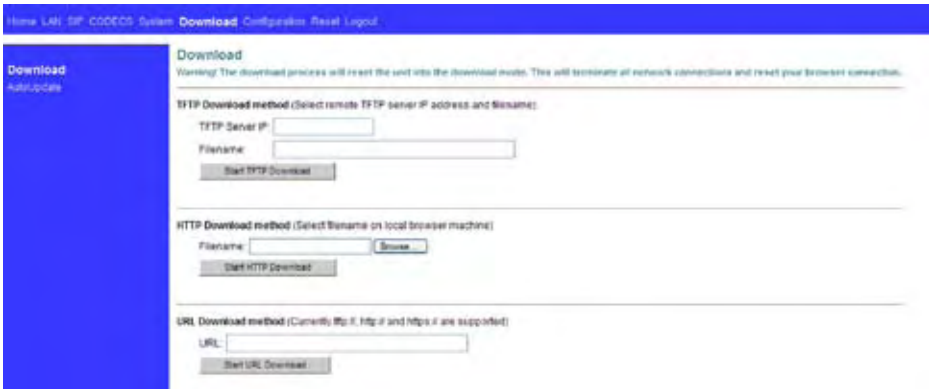 Home LAN SIP CODECS System Download Configuration Reset Logout
Download
AutoUpdate
Download
Warning! The download process will reset the unit into the download mode. This will terminate all network connections and reset your browser connection.
TFTP Download method (Select remote TFTP server IP address and filename)
TFTP Server IP:
Filename:
Start TFTP Download
HTTP Download method (Select filename on local browser machine)
Filename:
Browse...
Start HTTP Download
URL Download method (Currently tftp://, http:// and https:// are supported)
URL:
Start URL Download